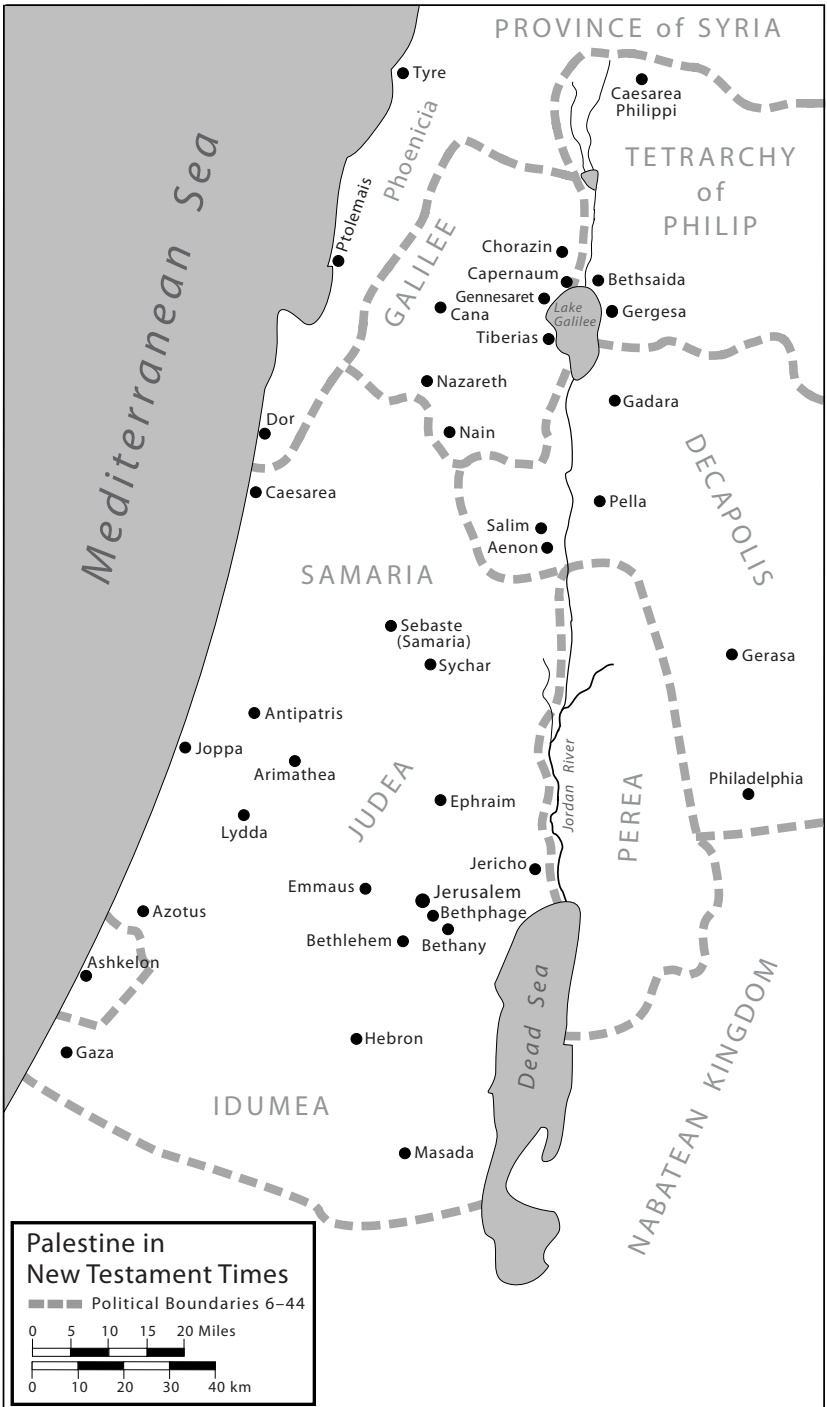 PROVINCE of SYRIA
Tyre
Caesarea
Philippi
Phoenicia
TETRARCHY
of
PHILIP
Mediterranean Sea
Ptolemais
GALILEE
Chorazin
Capernaum
Bethsaida
Gennesaret
Cana
Lake
Galilee
Gergesa
Tiberias
Nazareth
Gadara
Dor
Nain
DECAPOLIS
Caesarea
Pella
Salim
Aenon
SAMARIA
Sebaste
(Samaria)
Sychar
Gerasa
Antipatris
Joppa
Arimathea
JUDEA
Jordan River
PEREA
Philadelphia
Ephraim
Lydda
Jericho
Emmaus
Jerusalem
Azotus
Bethphage
Bethlehem
Bethany
Ashkelon
Dead Sea
Hebron
Gaza
NABATEAN KINGDOM
IDUMEA
Masada
Palestine in
New Testament Times
Political Boundaries 6–44
0 5 10 15 20 Miles
0 10 20 30 40 km